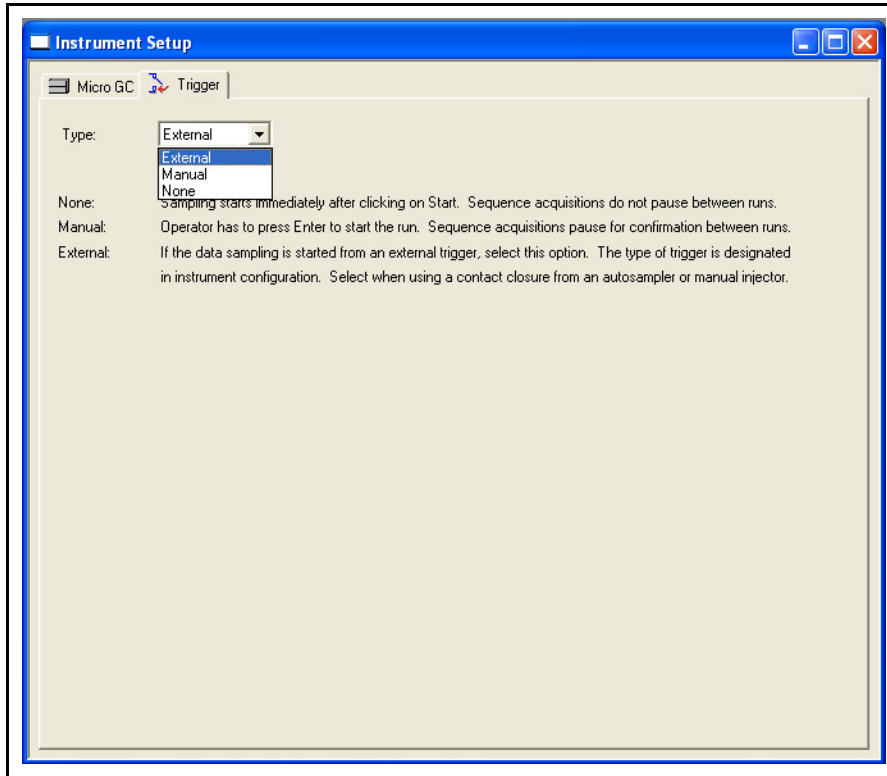 Instrument Setup
Micro GC Trigger
Type: External
External
Manual
None
None: Sampling starts immediately after clicking on Start. Sequence acquisitions do not pause between runs.
Manual: Operator has to press Enter to start the run. Sequence acquisitions pause for confirmation between runs.
External: If the data sampling is started from an external trigger, select this option. The type of trigger is designated
in instrument configuration. Select when using a contact closure from an autosampler or manual injector.